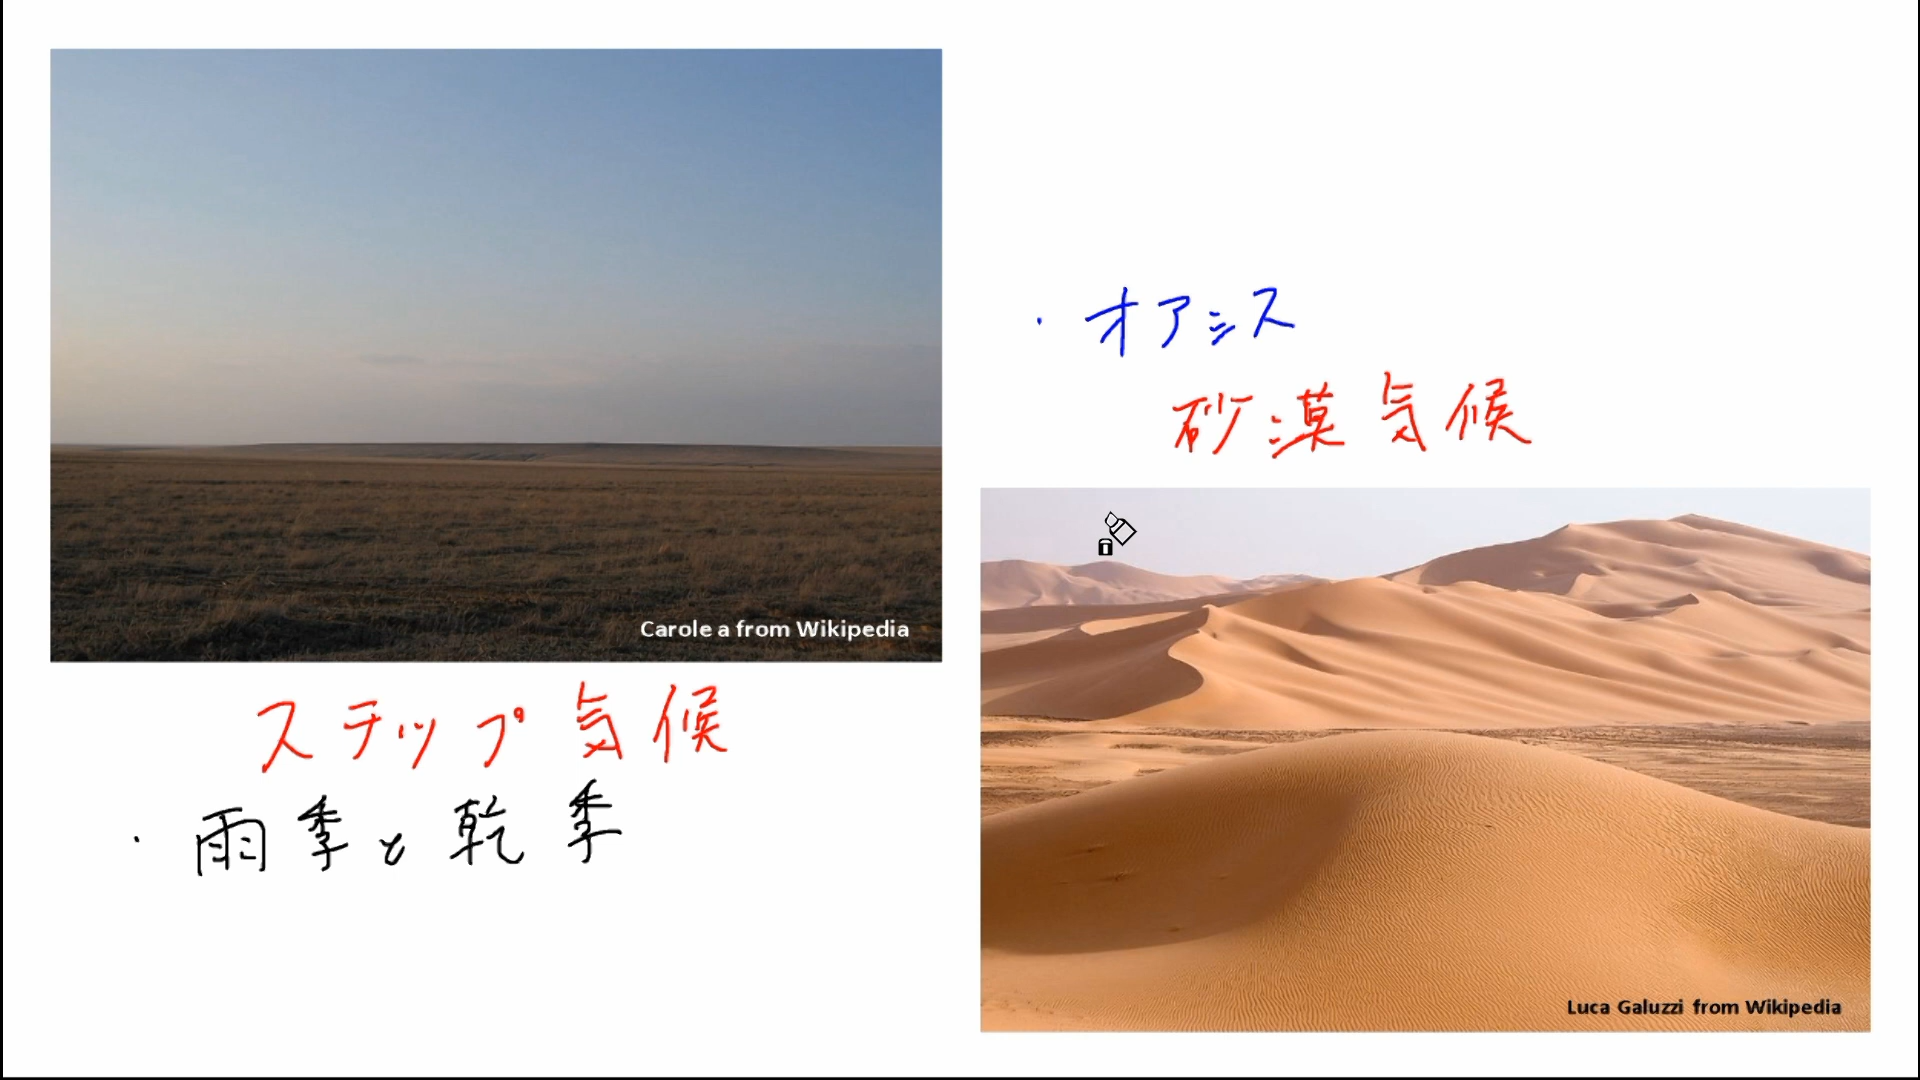 Carole a from Wikipedia
ステップ気候
・雨季と乾季
・オアシス
砂漠気候
Luca Galuzzi from Wikipedia